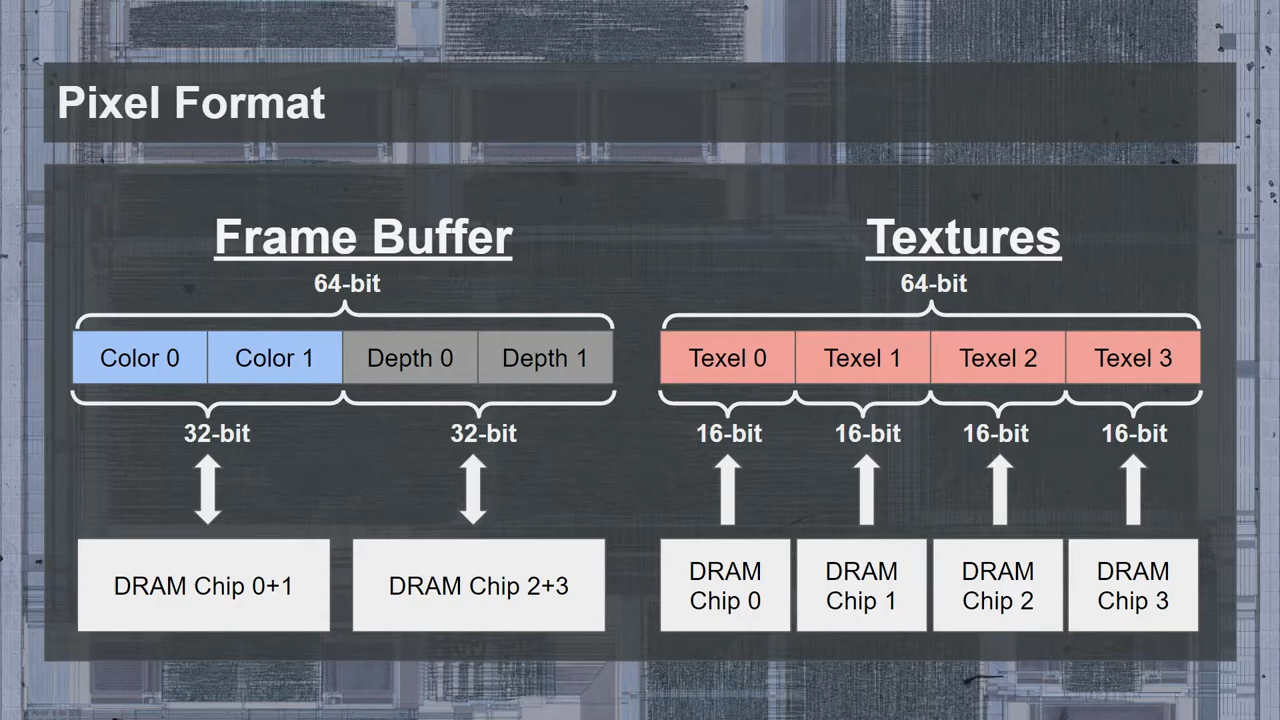 Pixel Format
Frame Buffer
64-bit
Color 0
Color 1
Depth 0
Depth 1
32-bit
32-bit
DRAM Chip 0+1
DRAM Chip 2+3
Textures
64-bit
Texel 0
Texel 1
Texel 2
Texel 3
16-bit
16-bit
16-bit
16-bit
DRAM
Chip 0
DRAM
Chip 1
DRAM
Chip 2
DRAM
Chip 3